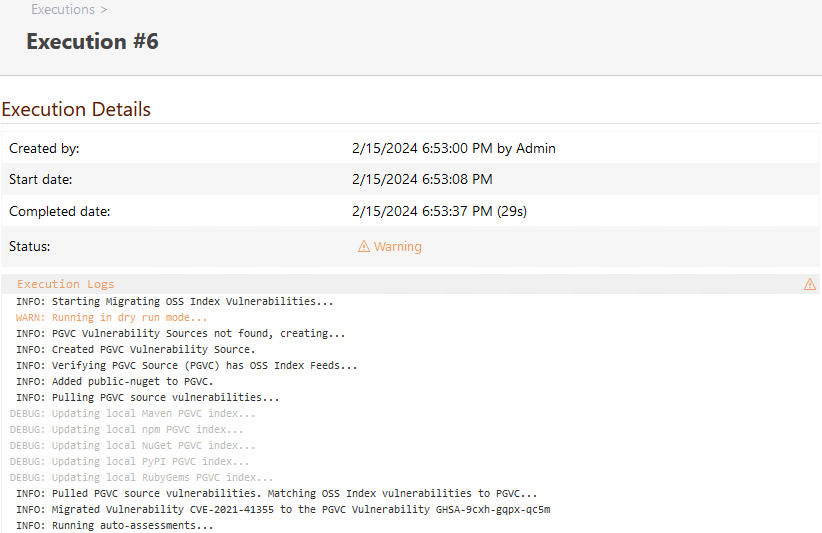 Executions >
Execution #6
Execution Details
Created by: 2/15/2024 6:53:00 PM by Admin
Start date: 2/15/2024 6:53:08 PM
Completed date: 2/15/2024 6:53:37 PM (29s)
Status: Warning
Execution Logs
INFO: Starting Migrating OSS Index Vulnerabilities...
WARN: Running in dry run mode...
INFO: PGVC Vulnerability Sources not found, creating...
INFO: Created PGVC Vulnerability Source.
INFO: Verifying PGVC Source (PGVC) has OSS Index Feeds...
INFO: Added public-nuget to PGVC.
INFO: Pulling PGVC source vulnerabilities...
DEBUG: Updating local Maven PGVC index...
DEBUG: Updating local npm PGVC index...
DEBUG: Updating local NuGet PGVC index...
DEBUG: Updating local PyPI PGVC index...
DEBUG: Updating local RubyGems PGVC index...
INFO: Pulled PGVC source vulnerabilities. Matching OSS Index vulnerabilities to PGVC...
INFO: Migrated Vulnerability CVE-2021-41355 to the PGVC Vulnerability GHSA-9cxh-gqpx-qc5m
INFO: Running auto-assessments...